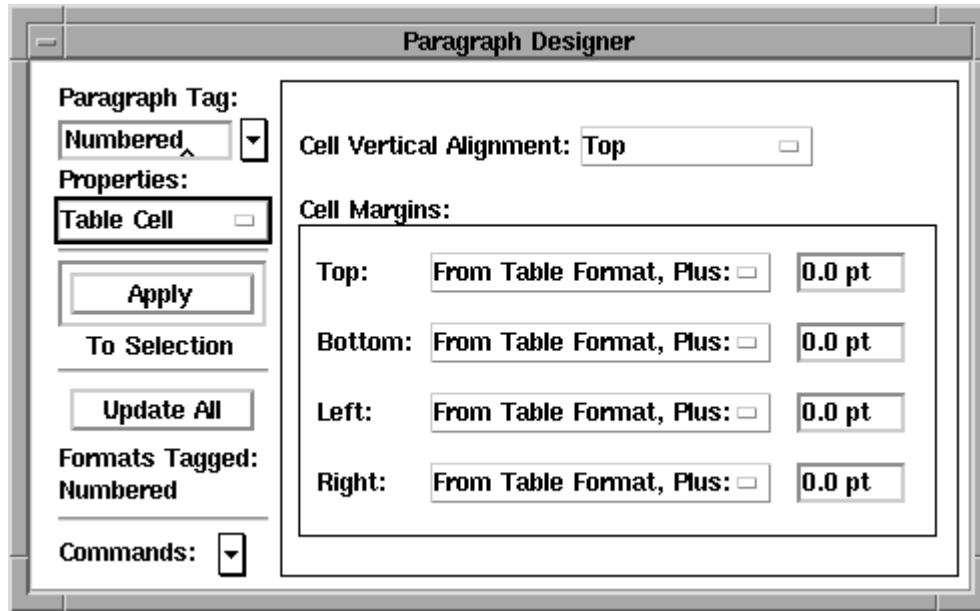 Paragraph Designer
Paragraph Tag:
Numbered
Properties:
Table Cell
Apply
To Selection
Update All
Formats Tagged:
Numbered
Commands:
Cell Vertical Alignment: Top
Cell Margins:
Top: From Table Format, Plus: 0.0 pt
Bottom: From Table Format, Plus: 0.0 pt
Left: From Table Format, Plus: 0.0 pt
Right: From Table Format, Plus: 0.0 pt